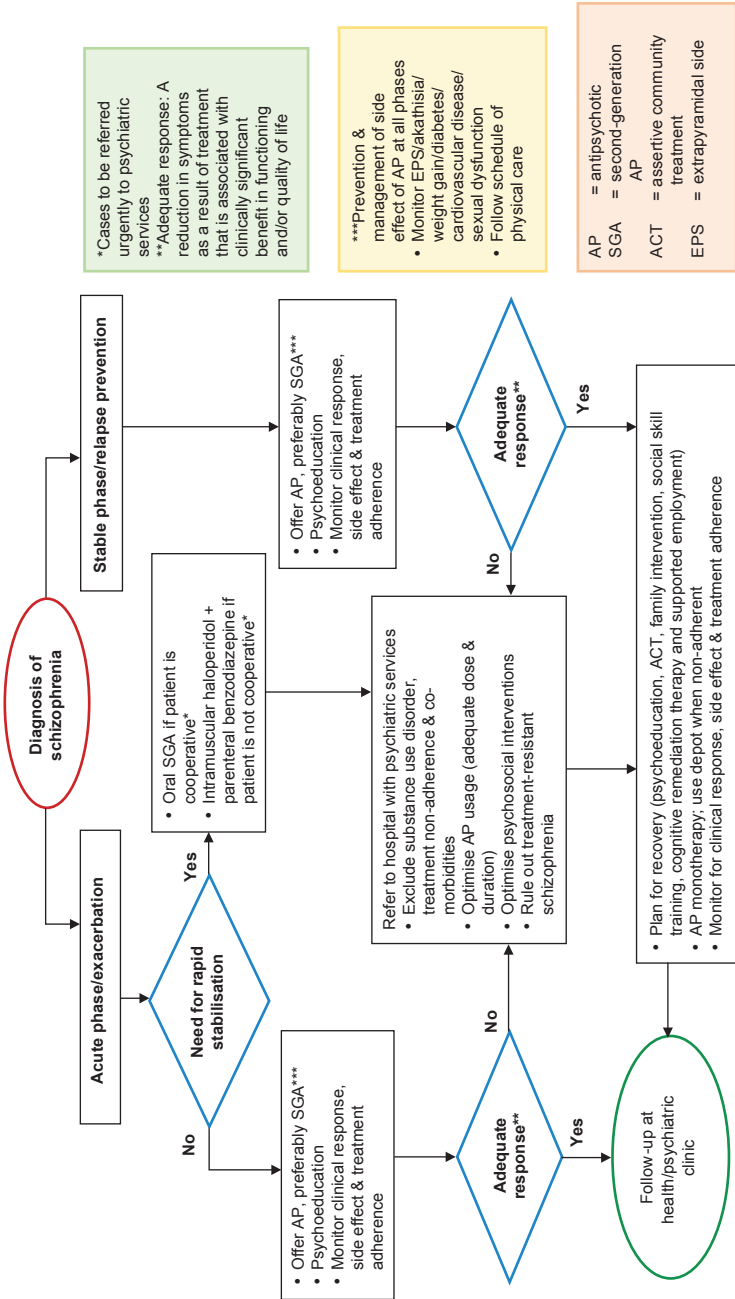 Diagnosis of
schizophrenia
Acute phase/exacerbation
Stable phase/relapse prevention
Need for rapid
stabilisation
Yes
No
• Oral SGA if patient is
cooperative*
• Intramuscular haloperidol +
parenteral benzodiazepine if
patient is not cooperative*
• Offer AP, preferably SGA***
• Psychoeducation
• Monitor clinical response,
side effect & treatment
adherence
• Offer AP, preferably SGA***
• Psychoeducation
• Monitor clinical response,
side effect & treatment
adherence
Adequate
response**
No
Yes
Refer to hospital with psychiatric services
• Exclude substance use disorder,
treatment non-adherence & co-
morbidities
• Optimise AP usage (adequate dose &
duration)
• Optimise psychosocial interventions
• Rule out treatment-resistant
schizophrenia
Adequate
response**
No
Yes
Follow-up at
health/psychiatric
clinic
• Plan for recovery (psychoeducation, ACT, family intervention, social skill
training, cognitive remediation therapy and supported employment)
• AP monotherapy; use depot when non-adherent
• Monitor for clinical response, side effect & treatment adherence
*Cases to be referred
urgently to psychiatric
services
**Adequate response: A
reduction in symptoms
as a result of treatment
that is associated with
clinically significant
benefit in functioning
and/or quality of life
***Prevention &
management of side
effect of AP at all phases
• Monitor EPS/akathisia/
weight gain/diabetes/
cardiovascular disease/
sexual dysfunction
• Follow schedule of
physical care
AP = antipsychotic
SGA = second-generation
AP
ACT = assertive community
treatment
EPS = extrapyramidal side